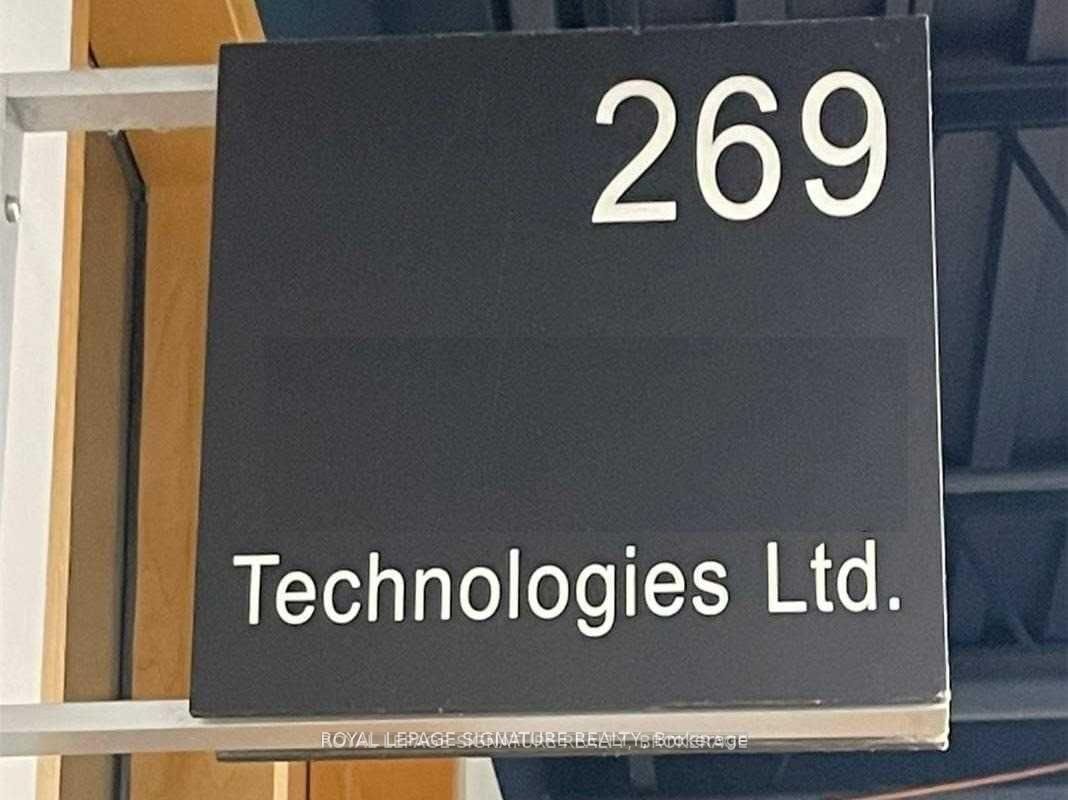 269
Technologies Ltd.
ROYAL LEPAGE SIGNATURE REALTY, Brokerage